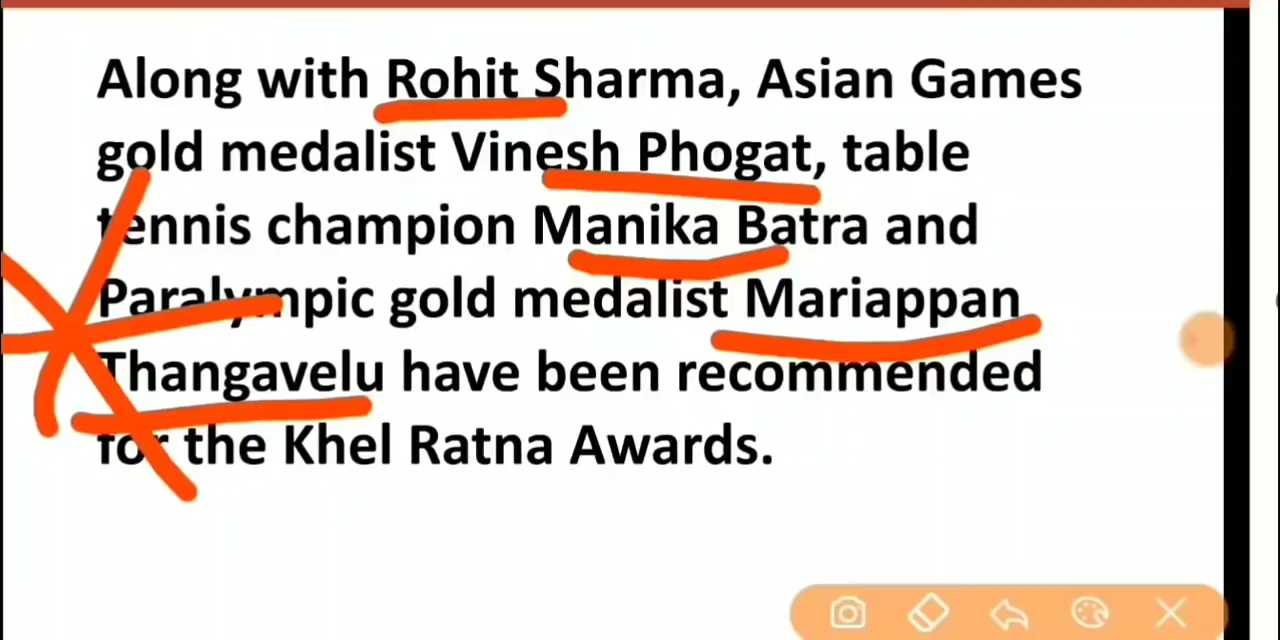 Along with Rohit Sharma, Asian Games
gold medalist Vinesh Phogat, table
tennis champion Manika Batra and
Paralympic gold medalist Mariappan
Thangavelu have been recommended
for the Khel Ratna Awards.